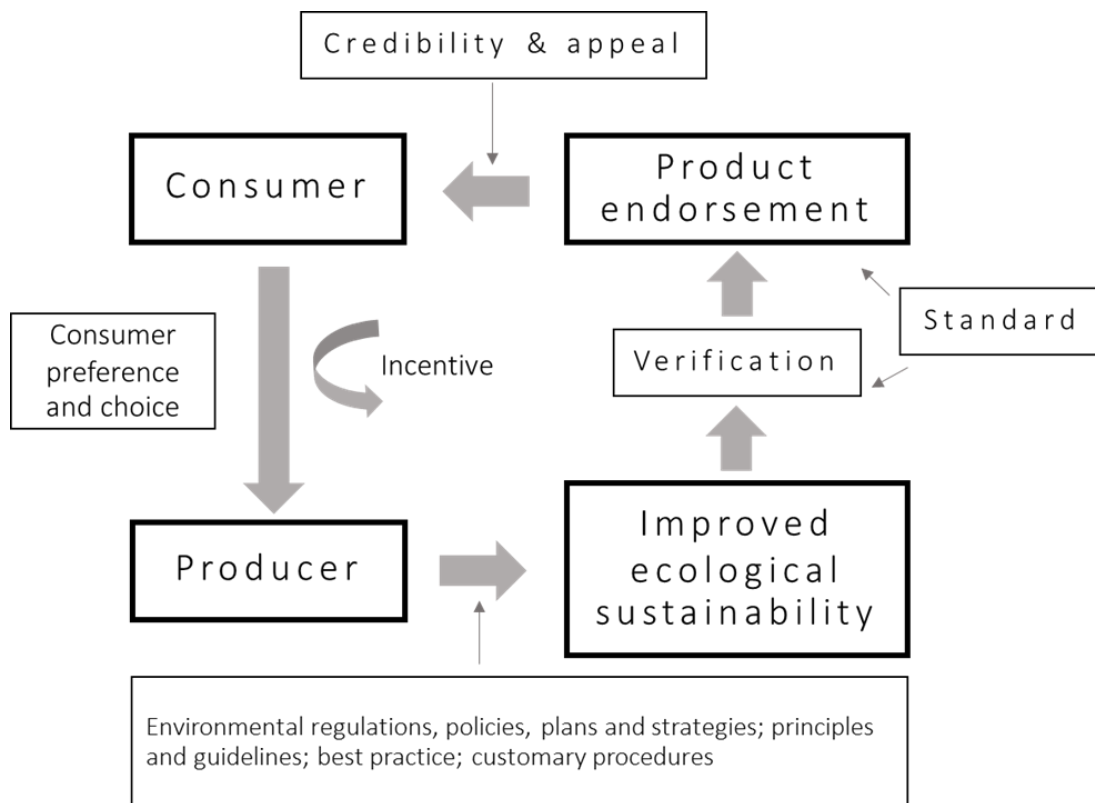 Credibility & appeal
Consumer
Product
endorsement
Standard
Consumer
preference
and choice
Incentive
Verification
Producer
Improved
ecological
sustainability
Environmental regulations, policies, plans and strategies; principles
and guidelines; best practice; customary procedures